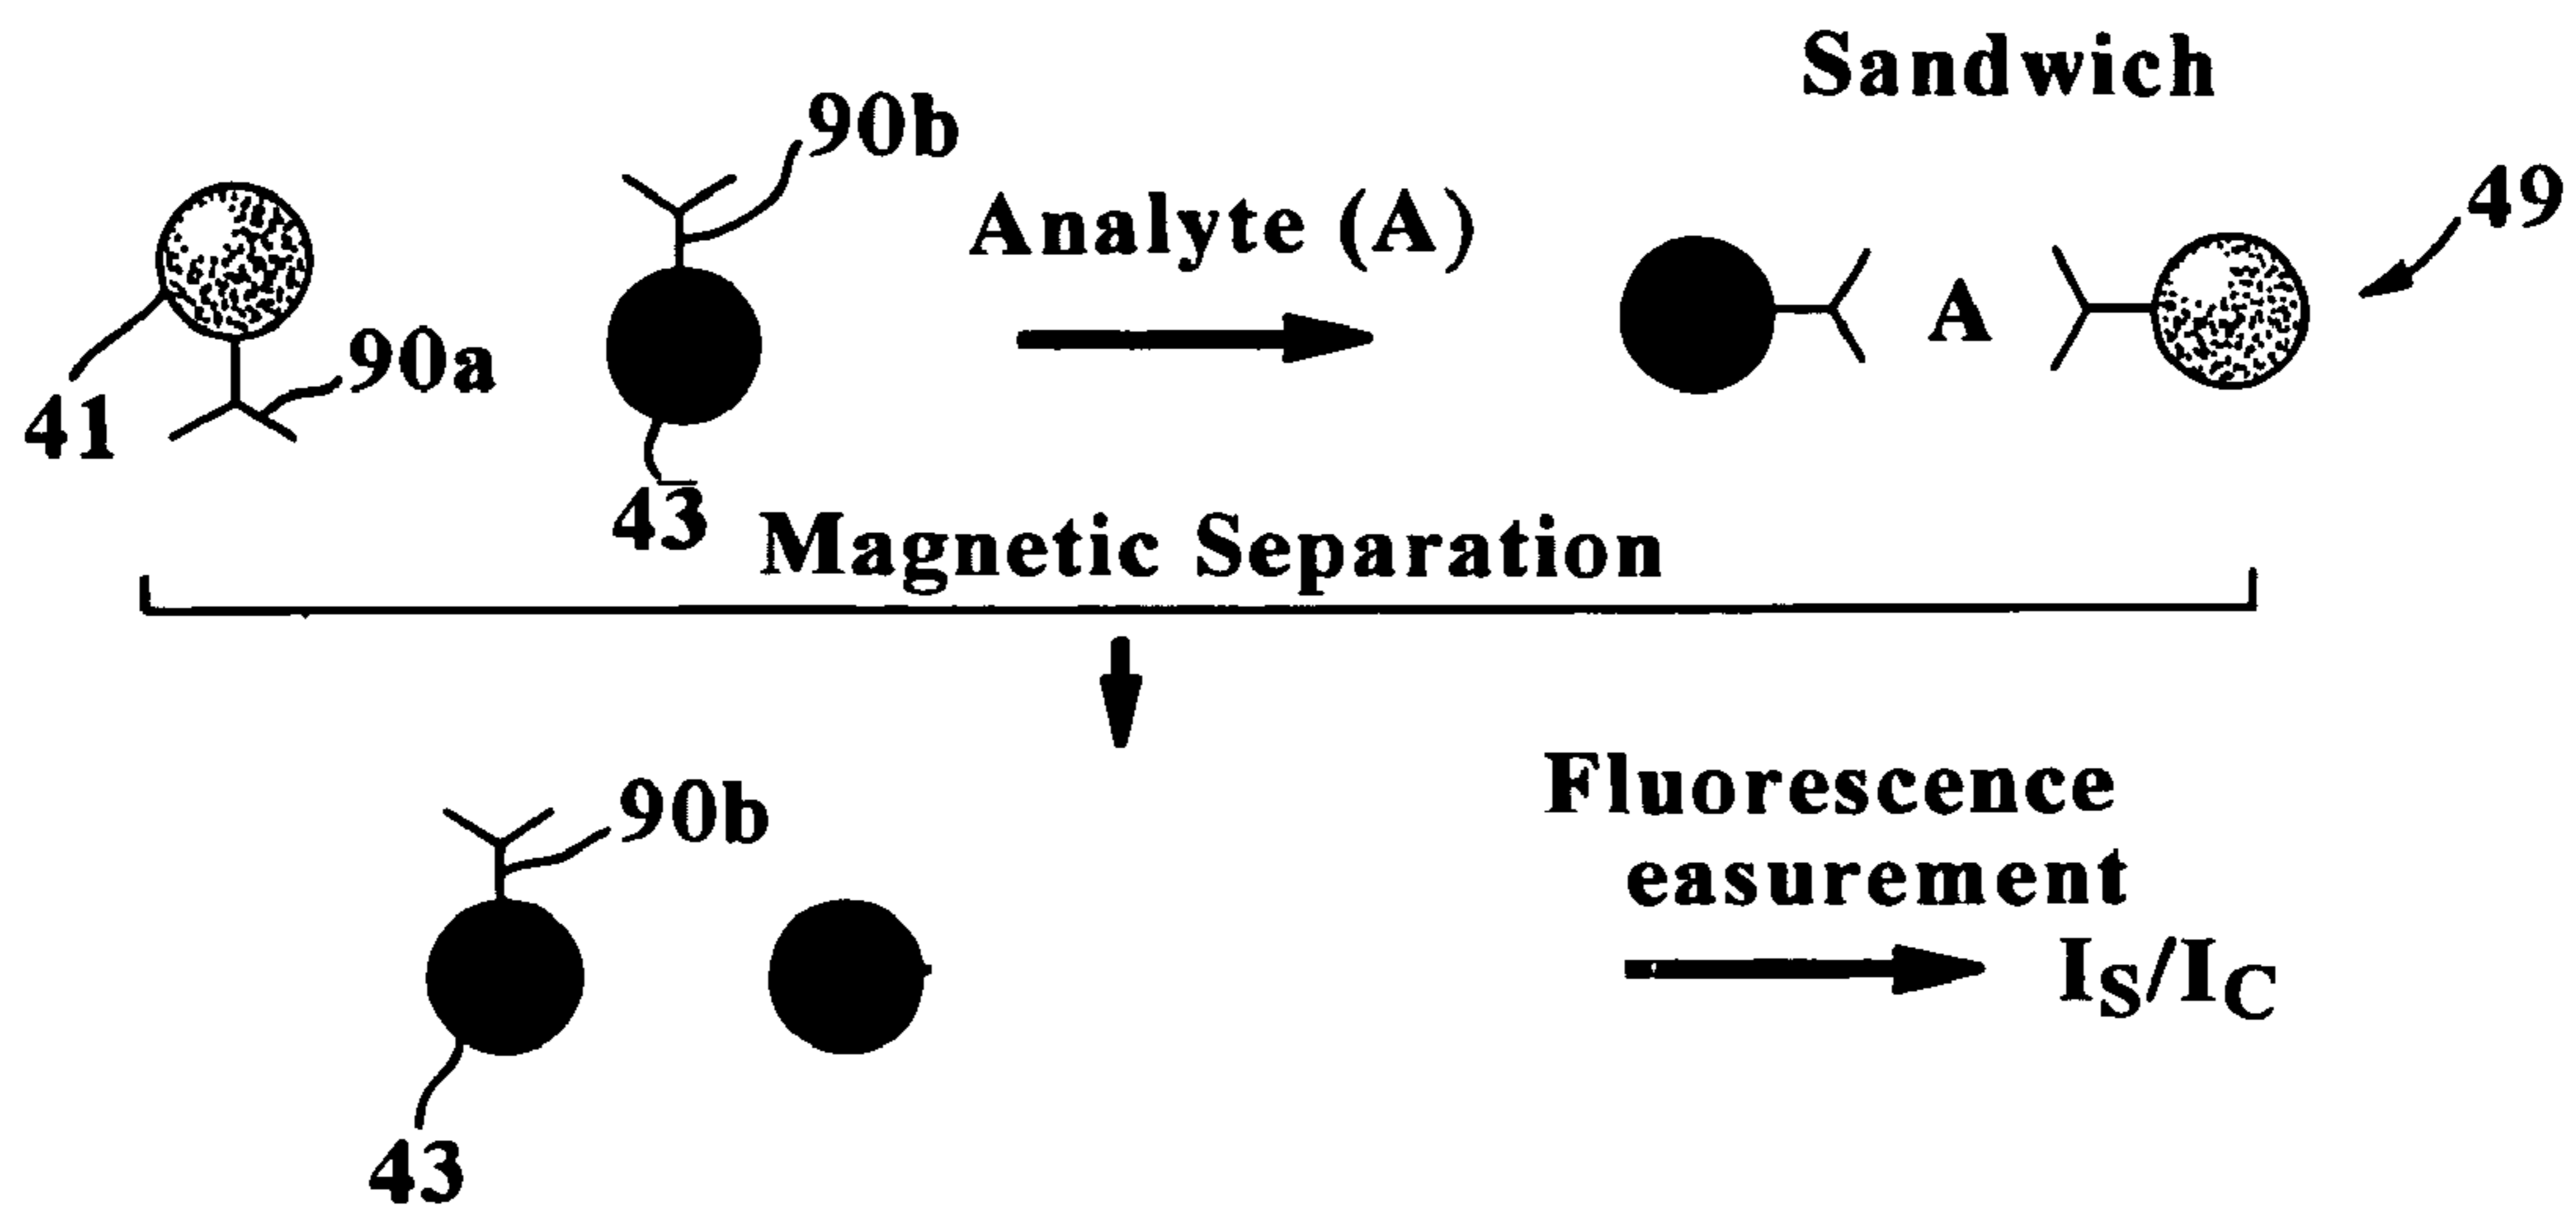 Sandwich
90b
49
Analyte (A)
90a
41
A
43
Magnetic Separation
90b
Fluorescence
easurement
IS/IC
43